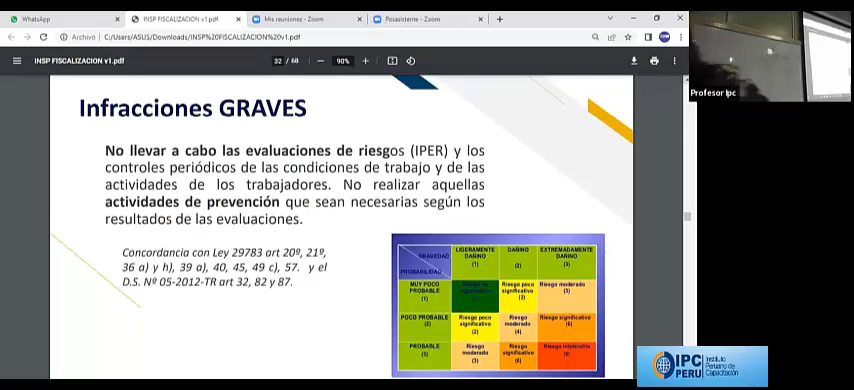 WhatsApp
INSP FISCALIZACION v1.pdf
Mis reuniones - Zoom
Posasistente - Zoom
Archivo
C:/Users/ASUS/Downloads/INSP%20FISCALIZACION%20v1.pdf
INSP FISCALIZACION v1.pdf
32 / 68
90%
Profesor Ipc
Infracciones GRAVES
No llevar a cabo las evaluaciones de riesgos (IPER) y los
controles periódicos de las condiciones de trabajo y de las
actividades de los trabajadores. No realizar aquellas
actividades de prevención que sean necesarias según los
resultados de las evaluaciones.
Concordancia con Ley 29783 art 20º, 21º,
36 a) y h), 39 a), 40, 45, 49 c), 57. y el
D.S. Nº 05-2012-TR art 32, 82 y 87.
GRAVEDAD
PROBABILIDAD
LIGERAMENTE
DAÑINO
(1)
DAÑINO
(2)
EXTREMADAMENTE
DAÑINO
(3)
MUY POCO
PROBABLE
(1)
Riesgo poco
significativo
(2)
Riesgo moderado
(3)
POCO PROBABLE
(2)
Riesgo poco
significativo
(2)
Riesgo
moderado
(4)
Riesgo significativo
(6)
PROBABLE
(3)
Riesgo
moderado
(3)
Riesgo
significativo
(6)
Riesgo intolerable
(9)
IPC
PERÚ
Instituto
Peruano de
Capacitación